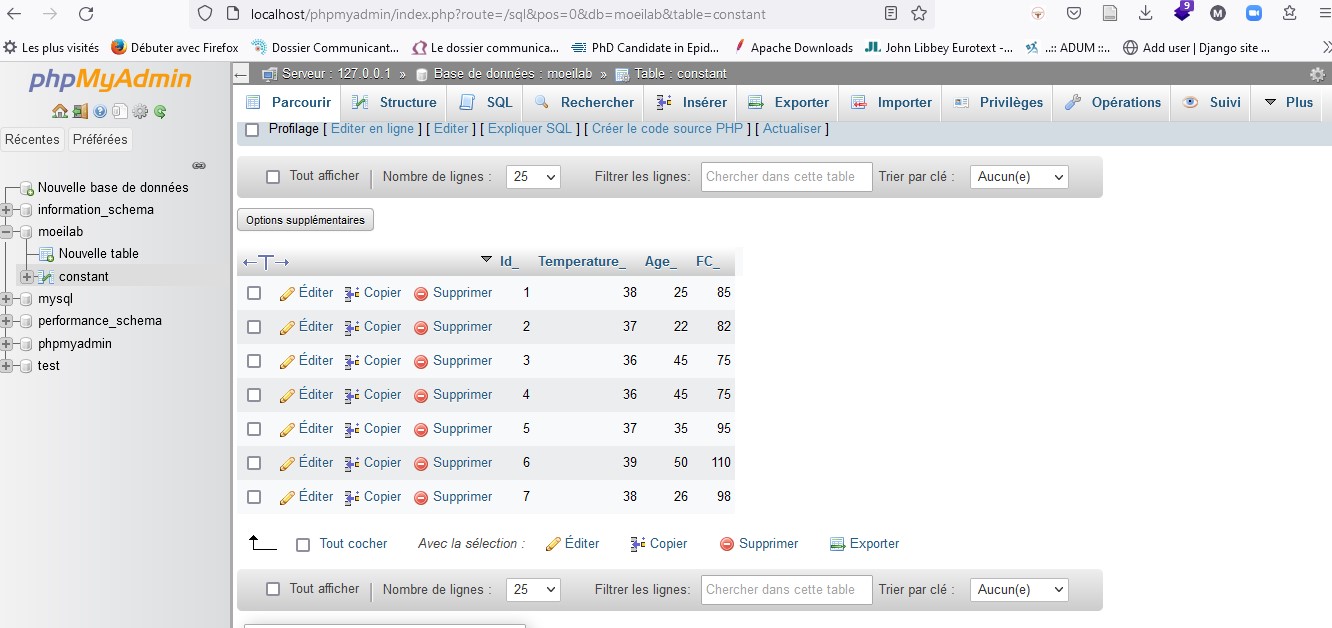 localhost/phpmyadmin/index.php?route=/sql&pos=0&db=moeilab&table=constant
9
M
Les plus visités
Débuter avec Firefox
Dossier Communicant...
Le dossier communica...
PhD Candidate in Epid...
Apache Downloads
JL. John Libbey Eurotext -...
..:: ADUM ::..
Add user | Django site ...
phpMyAdmin
Récentes Préférées
Nouvelle base de données
information_schema
moeilab
Nouvelle table
constant
mysql
performance_schema
phpmyadmin
test
Serveur : 127.0.0.1 » Base de données : moeilab » Table : constant
Parcourir Structure SQL Rechercher Insérer Exporter Importer Privilèges Opérations Suivi Plus
Profilage [ Éditer en ligne ] [ Éditer ] [ Expliquer SQL ] [ Créer le code source PHP ] [ Actualiser ]
Tout afficher | Nombre de lignes : 25 Filtrer les lignes: Chercher dans cette table Trier par clé : Aucun(e)
Options supplémentaires
←T→ Id_ Temperature_ Age_ FC_
Éditer Copier Supprimer 1 38 25 85
Éditer Copier Supprimer 2 37 22 82
Éditer Copier Supprimer 3 36 45 75
Éditer Copier Supprimer 4 36 45 75
Éditer Copier Supprimer 5 37 35 95
Éditer Copier Supprimer 6 39 50 110
Éditer Copier Supprimer 7 38 26 98
Tout cocher Avec la sélection : Éditer Copier Supprimer Exporter
Tout afficher | Nombre de lignes : 25 Filtrer les lignes: Chercher dans cette table Trier par clé : Aucun(e)